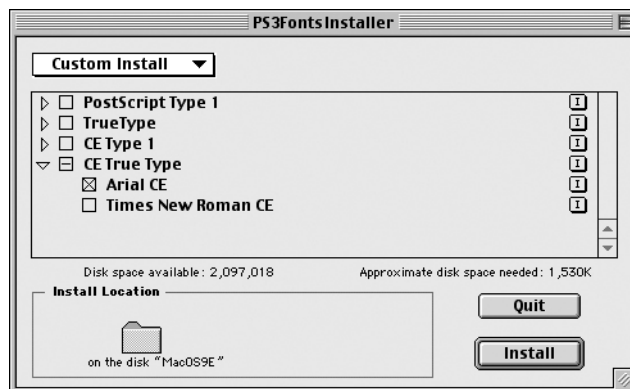 PS3FontsInstaller
Custom Install
PostScript Type 1
TrueType
CE Type 1
CE True Type
Arial CE
Times New Roman CE
Disk space available: 2,097,018 Approximate disk space needed: 1,530K
Install Location
on the disk "MacOS9E"
Quit
Install